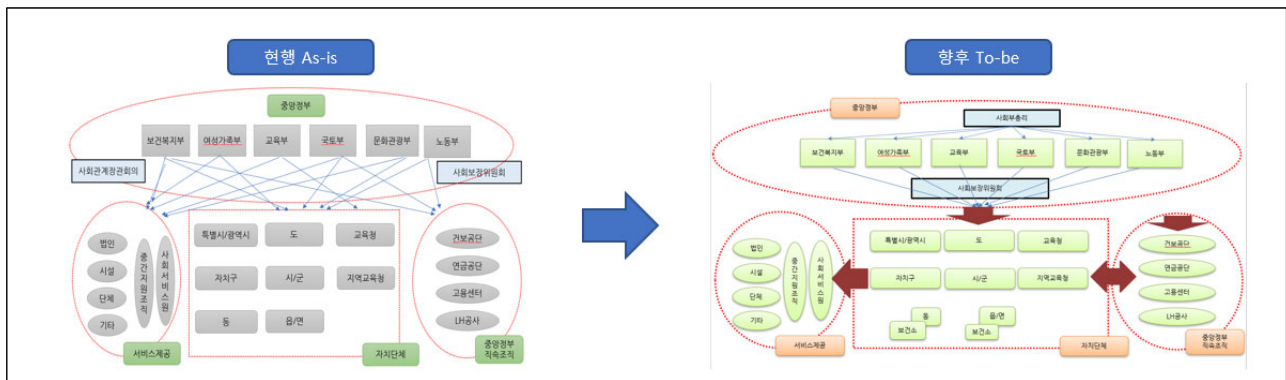 현행 As-is
중앙정부
보건복지부 여성가족부 교육부 국토부 문화관광부 노동부
사회관계장관회의 사회보장위원회
법인
시설
단체
기타
중간지원조직
사회서비스원
서비스제공
특별시/광역시 도 교육청
자치구 시/군 지역교육청
동 읍/면
자치단체
건보공단
연금공단
고용센터
LH공사
중앙정부
직속조직
향후 To-be
중앙정부
사회부총리
보건복지부 여성가족부 교육부 국토부 문화관광부 노동부
사회보장위원회
법인
시설
단체
기타
중간지원조직
사회서비스원
서비스제공
특별시/광역시 도 교육청
자치구 시/군 지역교육청
동 읍/면
보건소 보건소
자치단체
건보공단
연금공단
고용센터
LH공사
중앙정부
직속조직